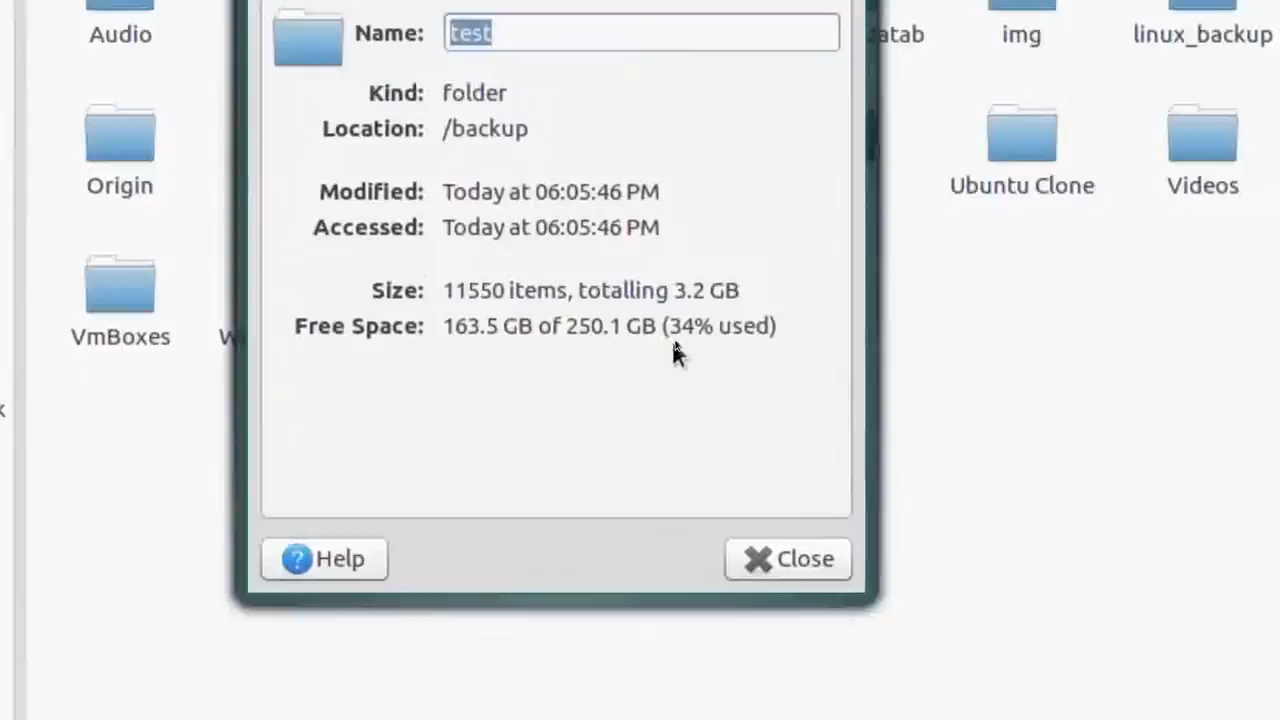 Audio
atab
img
linux_backup
Origin
Ubuntu Clone
Videos
VmBoxes
Name: test
Kind: folder
Location: /backup
Modified: Today at 06:05:46 PM
Accessed: Today at 06:05:46 PM
Size: 11550 items, totalling 3.2 GB
Free Space: 163.5 GB of 250.1 GB (34% used)
Help
Close